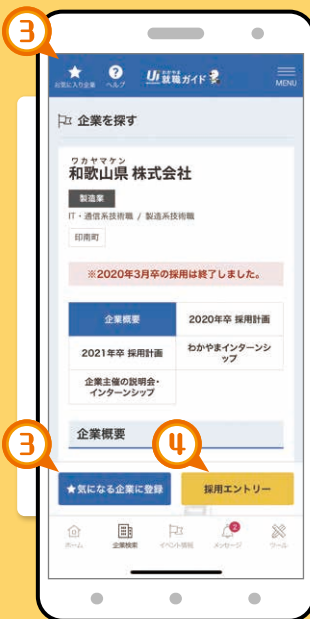 ③
お気に入り企業 ヘルプ Ui わかやま就職ガイド MENU
企業を探す
ワカヤマケン
和歌山県 株式会社
製造業
IT・通信系技術職 / 製造系技術職
印南町
※2020年3月卒の採用は終了しました。
企業概要 2020年卒 採用計画
2021年卒 採用計画 わかやまインターンシ
ップ
企業主催の説明会・
インターンシップ
企業概要
③ ④
★気になる企業に登録 採用エントリー
2
ホーム 企業検索 イベント情報 メッセージ ツール